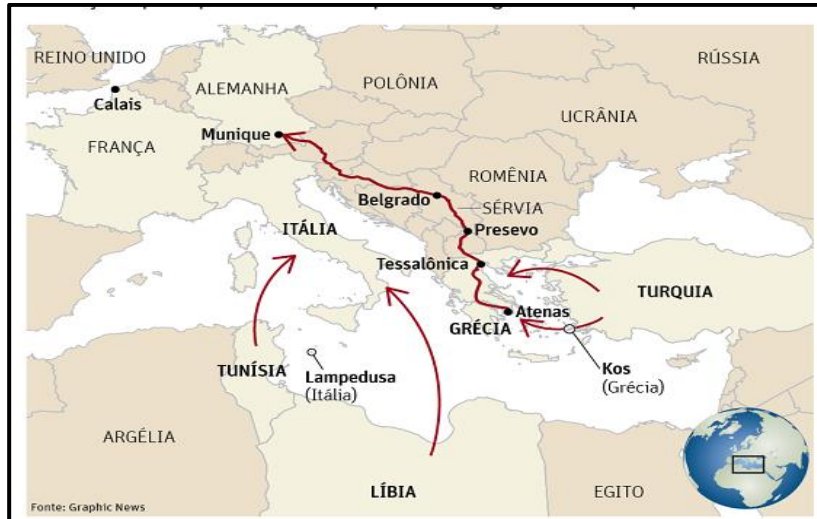 REINO UNIDO
Calais
ALEMANHA
POLÔNIA
RÚSSIA
UCRÂNIA
FRANÇA
Munique
ROMÊNIA
Belgrado
SÉRVIA
ITÁLIA
Presevo
Tessalônica
TURQUIA
Atenas
GRÉCIA
TUNÍSIA
Lampedusa
(Itália)
Kos
(Grécia)
ARGÉLIA
LÍBIA
EGITO
Fonte: Graphic News